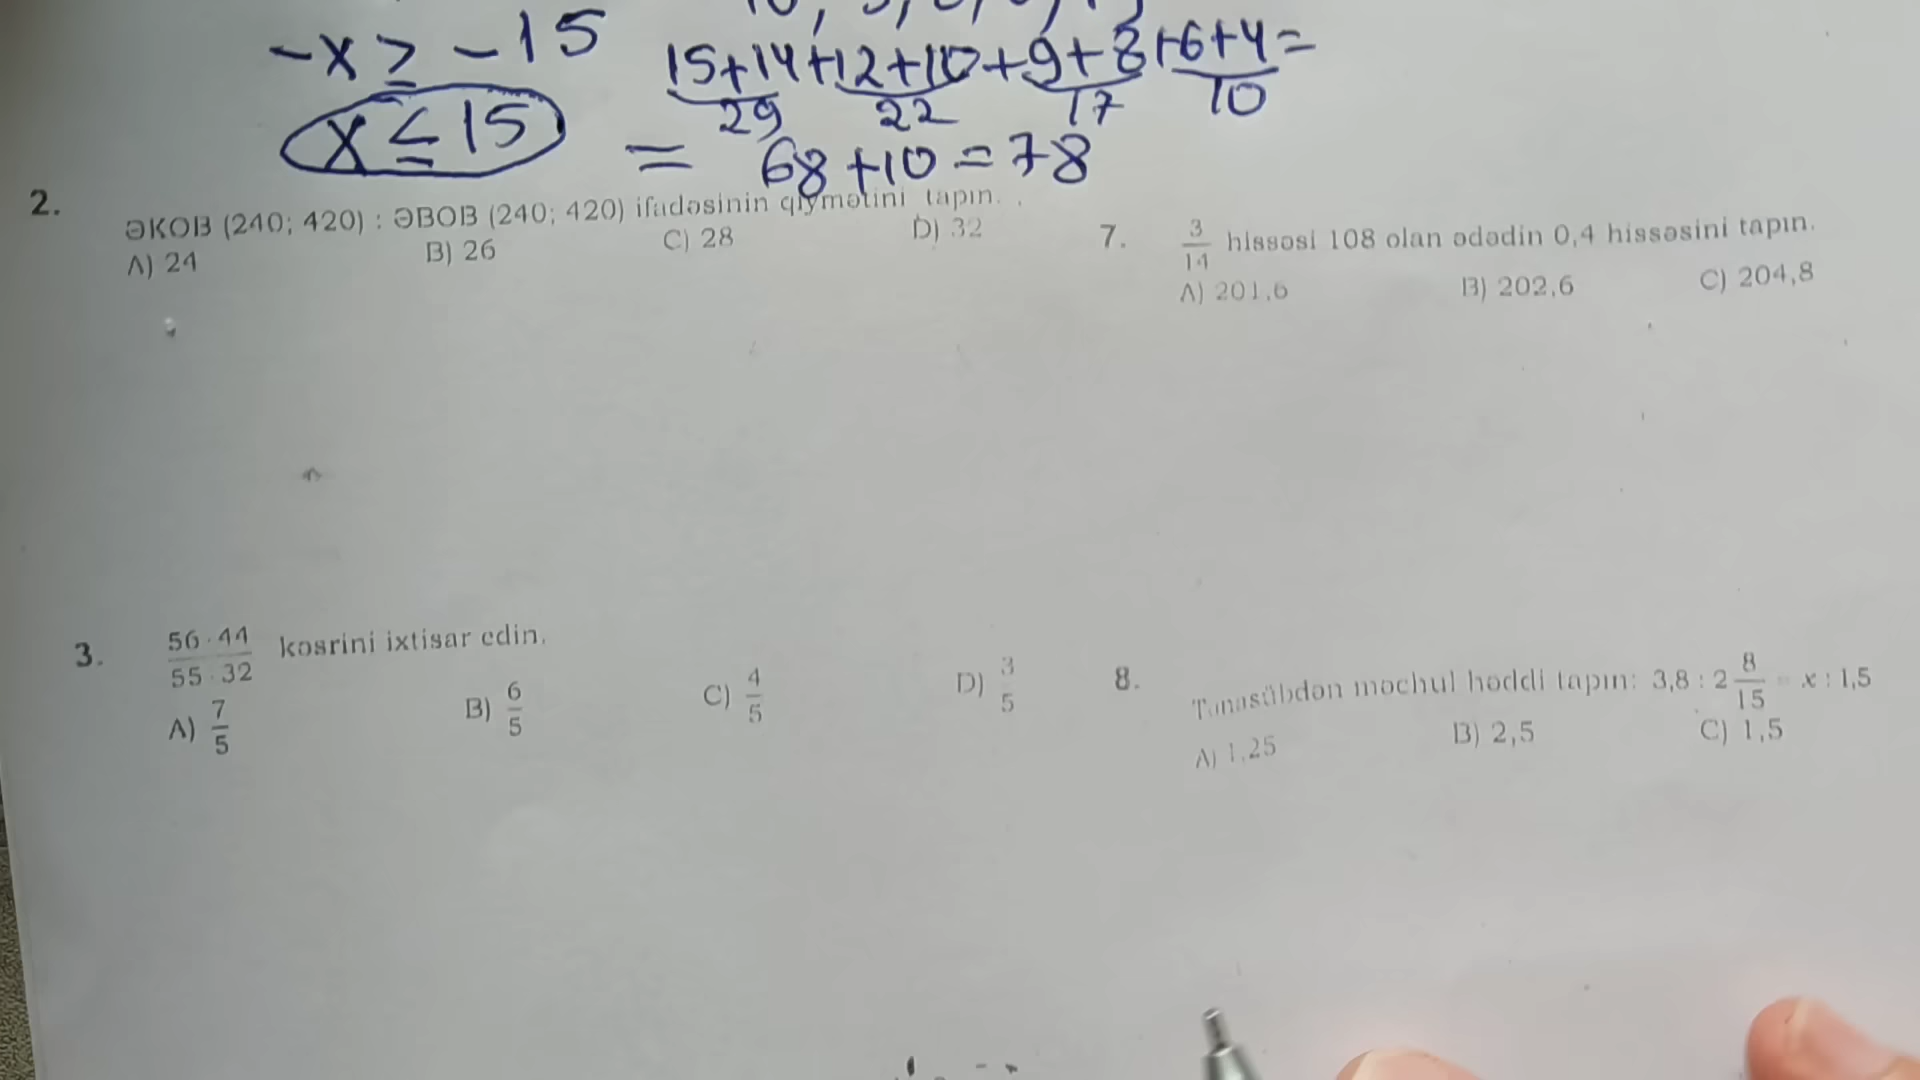 -x ≥ -15
x ≤ 15
15+14+12+10+9+8+6+4=
29 22 17 10
= 68+10=78
2. ƏKOB (240; 420) : ƏBOB (240; 420) ifadəsinin qiymətini tapın.
A) 24 B) 26 C) 28 D) 32
3. 56·44/55·32 kəsrini ixtisar edin.
A) 7/5 B) 6/5 C) 4/5 D) 3/5
7. 3/14 hissəsi 108 olan ədədin 0,4 hissəsini tapın.
A) 201,6 B) 202,6 C) 204,8
8. Tənasübdən məchul həddi tapın: 3,8 : 2 8/15 = x : 1,5
A) 1,25 B) 2,5 C) 1,5